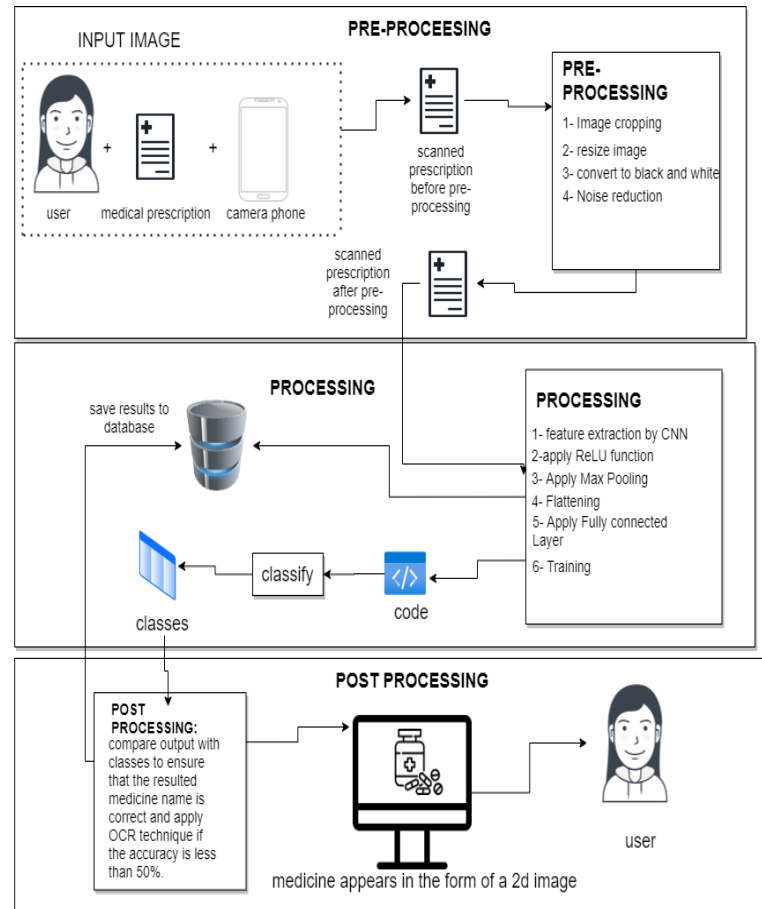 PRE-PROCEESING
INPUT IMAGE
+
+
user
medical prescription
camera phone
scanned
prescription
before pre-
processing
PRE-
PROCESSING
1- Image cropping
2- resize image
3- convert to black and white
4- Noise reduction
scanned
prescription
after pre-
processing
PROCESSING
save results to
database
PROCESSING
1- feature extraction by CNN
2-apply ReLU function
3- Apply Max Pooling
4- Flattening
5- Apply Fully connected
Layer
6- Training
classify
</>
code
classes
POST PROCESSING
POST
PROCESSING:
compare output with
classes to ensure
that the resulted
medicine name is
correct and apply
OCR technique if
the accuracy is less
than 50%.
user
medicine appears in the form of a 2d image